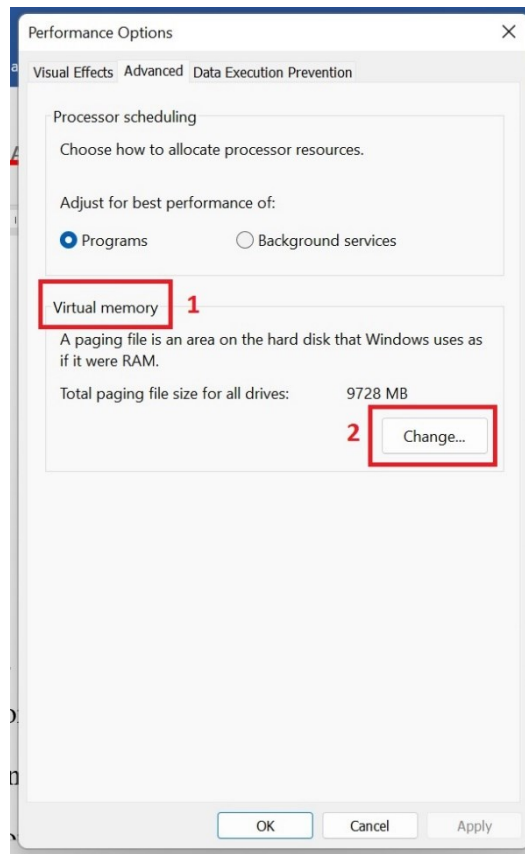 Performance Options
Visual Effects Advanced Data Execution Prevention
Processor scheduling
Choose how to allocate processor resources.
Adjust for best performance of:
Programs Background services
Virtual memory 1
A paging file is an area on the hard disk that Windows uses as
if it were RAM.
Total paging file size for all drives: 9728 MB
2 Change...
OK Cancel Apply